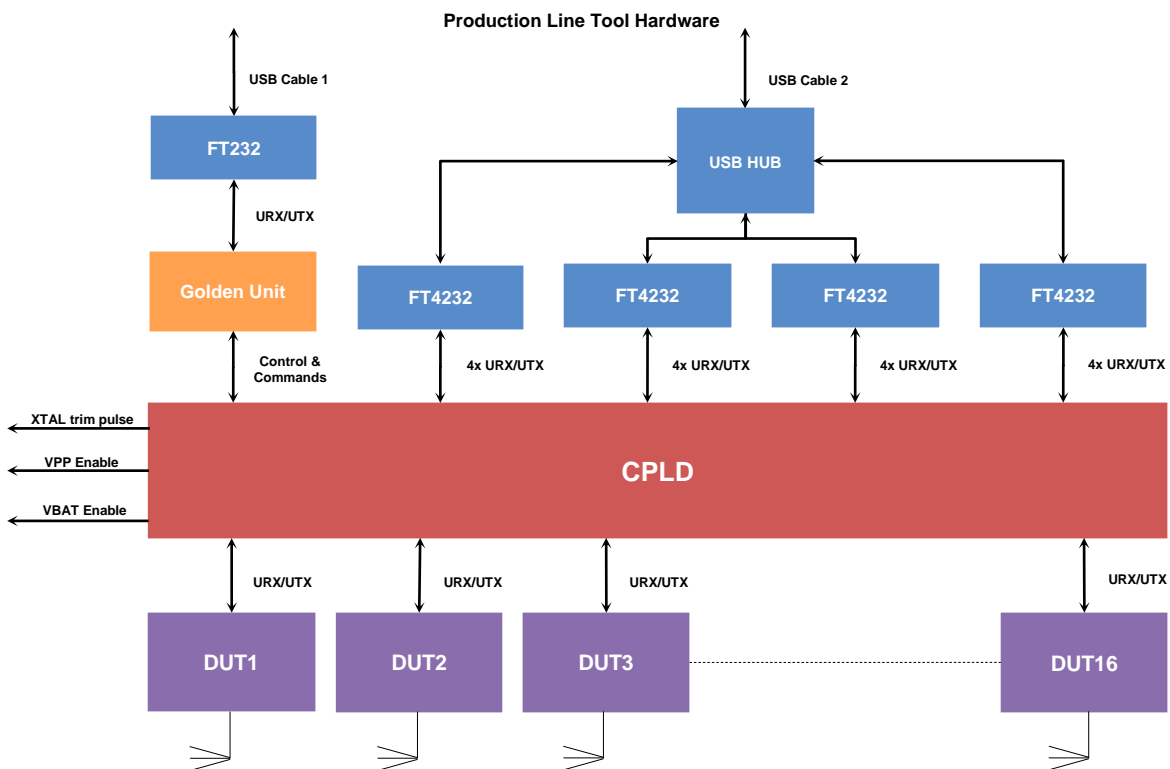 Production Line Tool Hardware
USB Cable 1
USB Cable 2
FT232
USB HUB
URX/UTX
Golden Unit
FT4232
FT4232
FT4232
FT4232
Control &
Commands
4x URX/UTX
4x URX/UTX
4x URX/UTX
4x URX/UTX
XTAL trim pulse
VPP Enable
VBAT Enable
CPLD
URX/UTX
URX/UTX
URX/UTX
URX/UTX
DUT1
DUT2
DUT3
DUT16